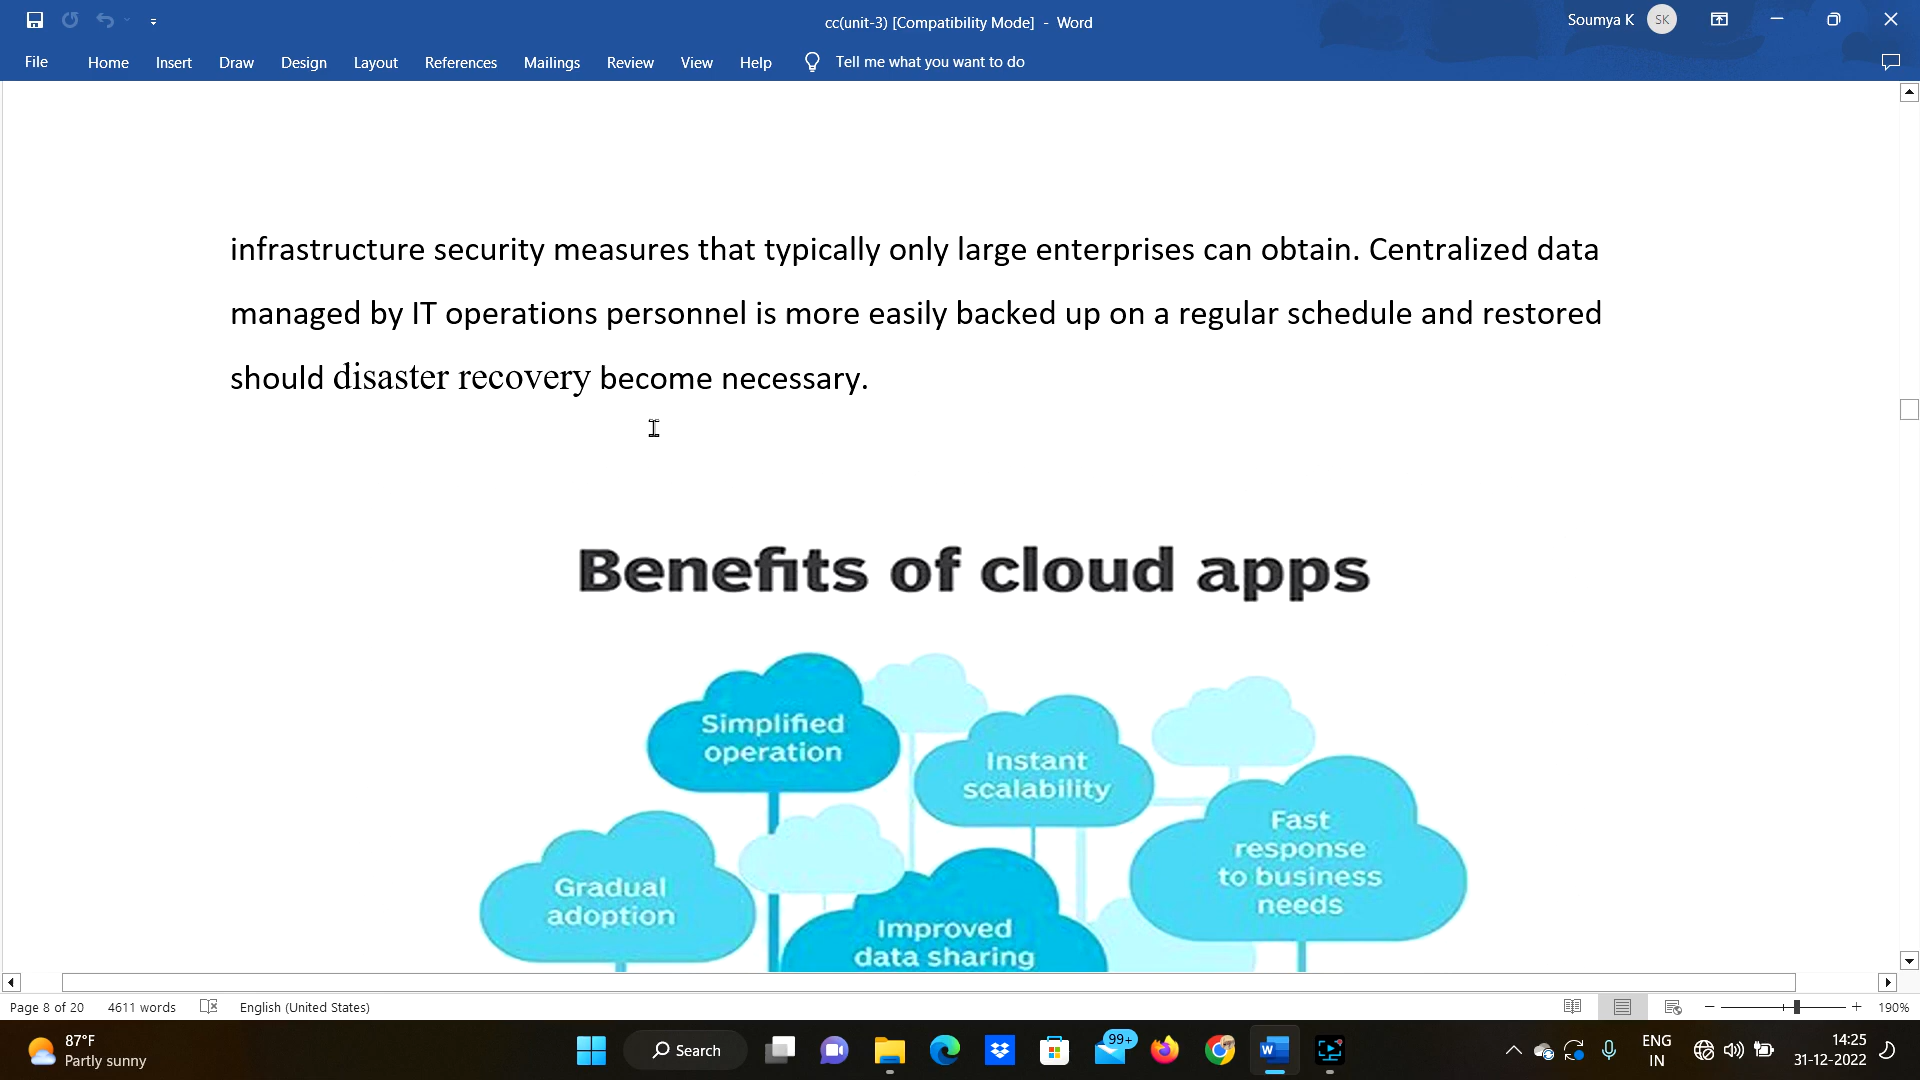 cc(unit-3) [Compatibility Mode] - Word
Soumya K
SK
File Home Insert Draw Design Layout References Mailings Review View Help Tell me what you want to do
infrastructure security measures that typically only large enterprises can obtain. Centralized data
managed by IT operations personnel is more easily backed up on a regular schedule and restored
should disaster recovery become necessary.
Benefits of cloud apps
Simplified
operation
Instant
scalability
Fast
response
to business
needs
Gradual
adoption
Improved
data sharing
Page 8 of 20 4611 words English (United States) 190%
87°F
Partly sunny
Search
99+
ENG
IN
14:25
31-12-2022